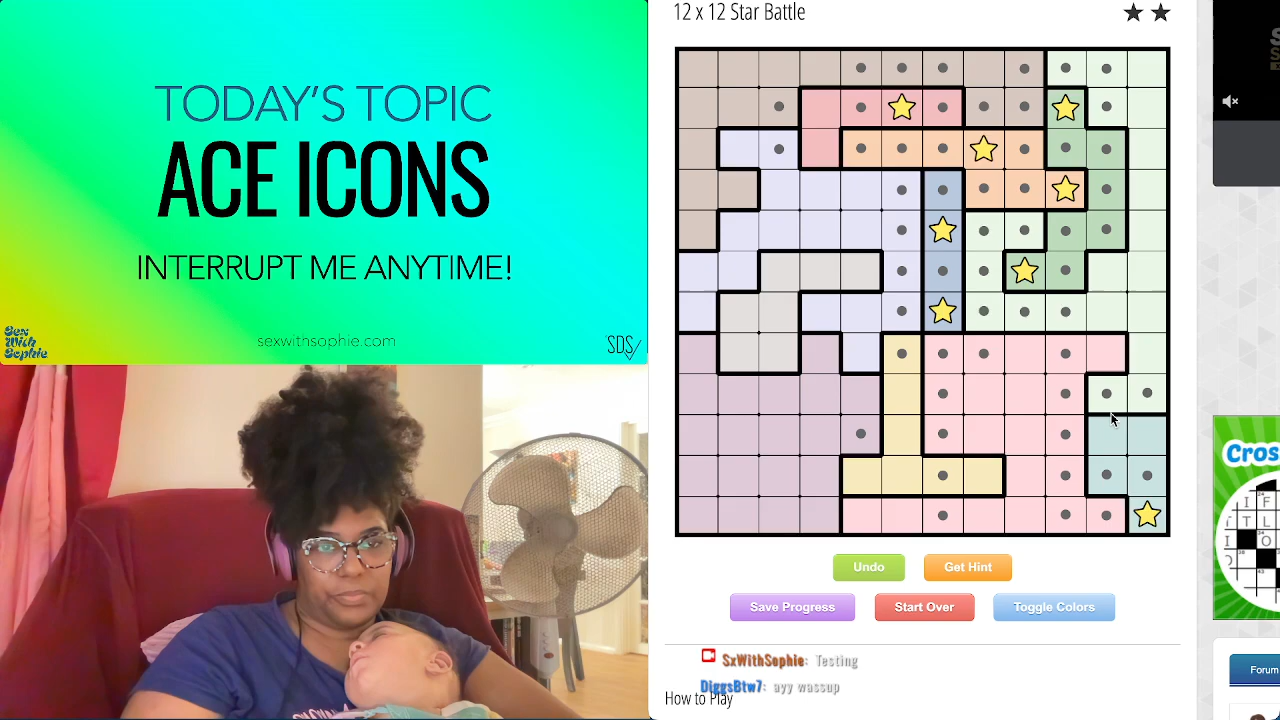 12 x 12 Star Battle
TODAY'S TOPIC
ACE ICONS
INTERRUPT ME ANYTIME!
Sex
With
Sophie
sexwithsophie.com
SDS
Undo
Get Hint
Save Progress
Start Over
Toggle Colors
SxWithSophie: Testing
DiggsBtw7: ayy wassup
How to Play
Cros
Forum